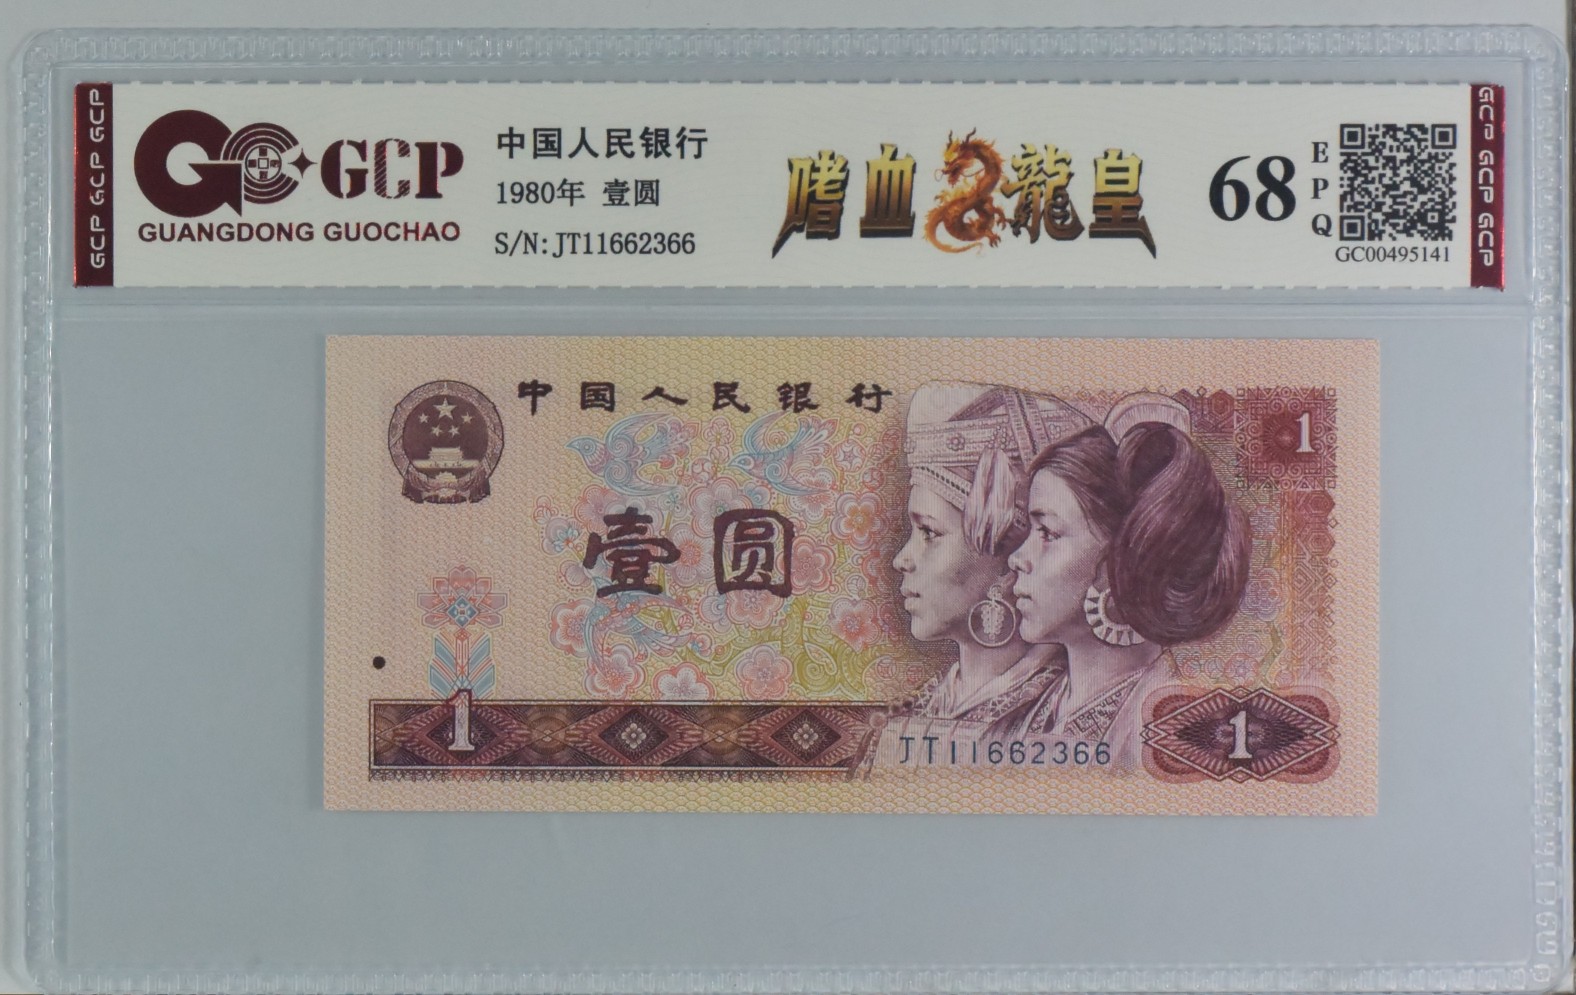 GCP GCP GCP
GCP
GUANGDONG GUOCHAO
中国人民银行
1980年 壹圆
S/N:JT11662366
嗜血龍皇
68
EPQ
GC00495141
GCP GCP GCP
中国人民银行
1
壹圆
1
JT11662366
1